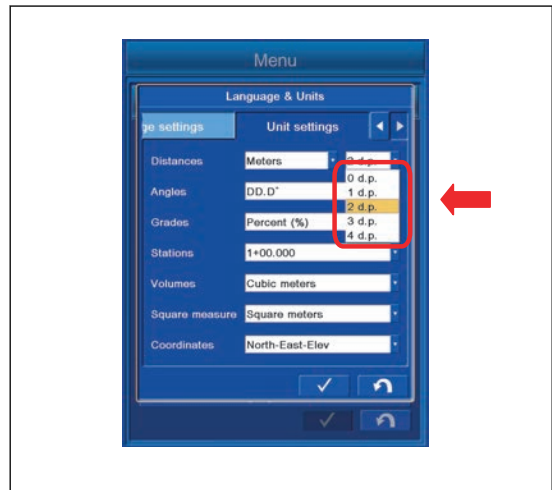 Menu
Language & Units
ge settings Unit settings
Distances Meters 2 d.p.
0 d.p.
Angles DD.D° 1 d.p.
2 d.p.
Grades Percent (%) 3 d.p.
4 d.p.
Stations 1+00.000
Volumes Cubic meters
Square measure Square meters
Coordinates North-East-Elev